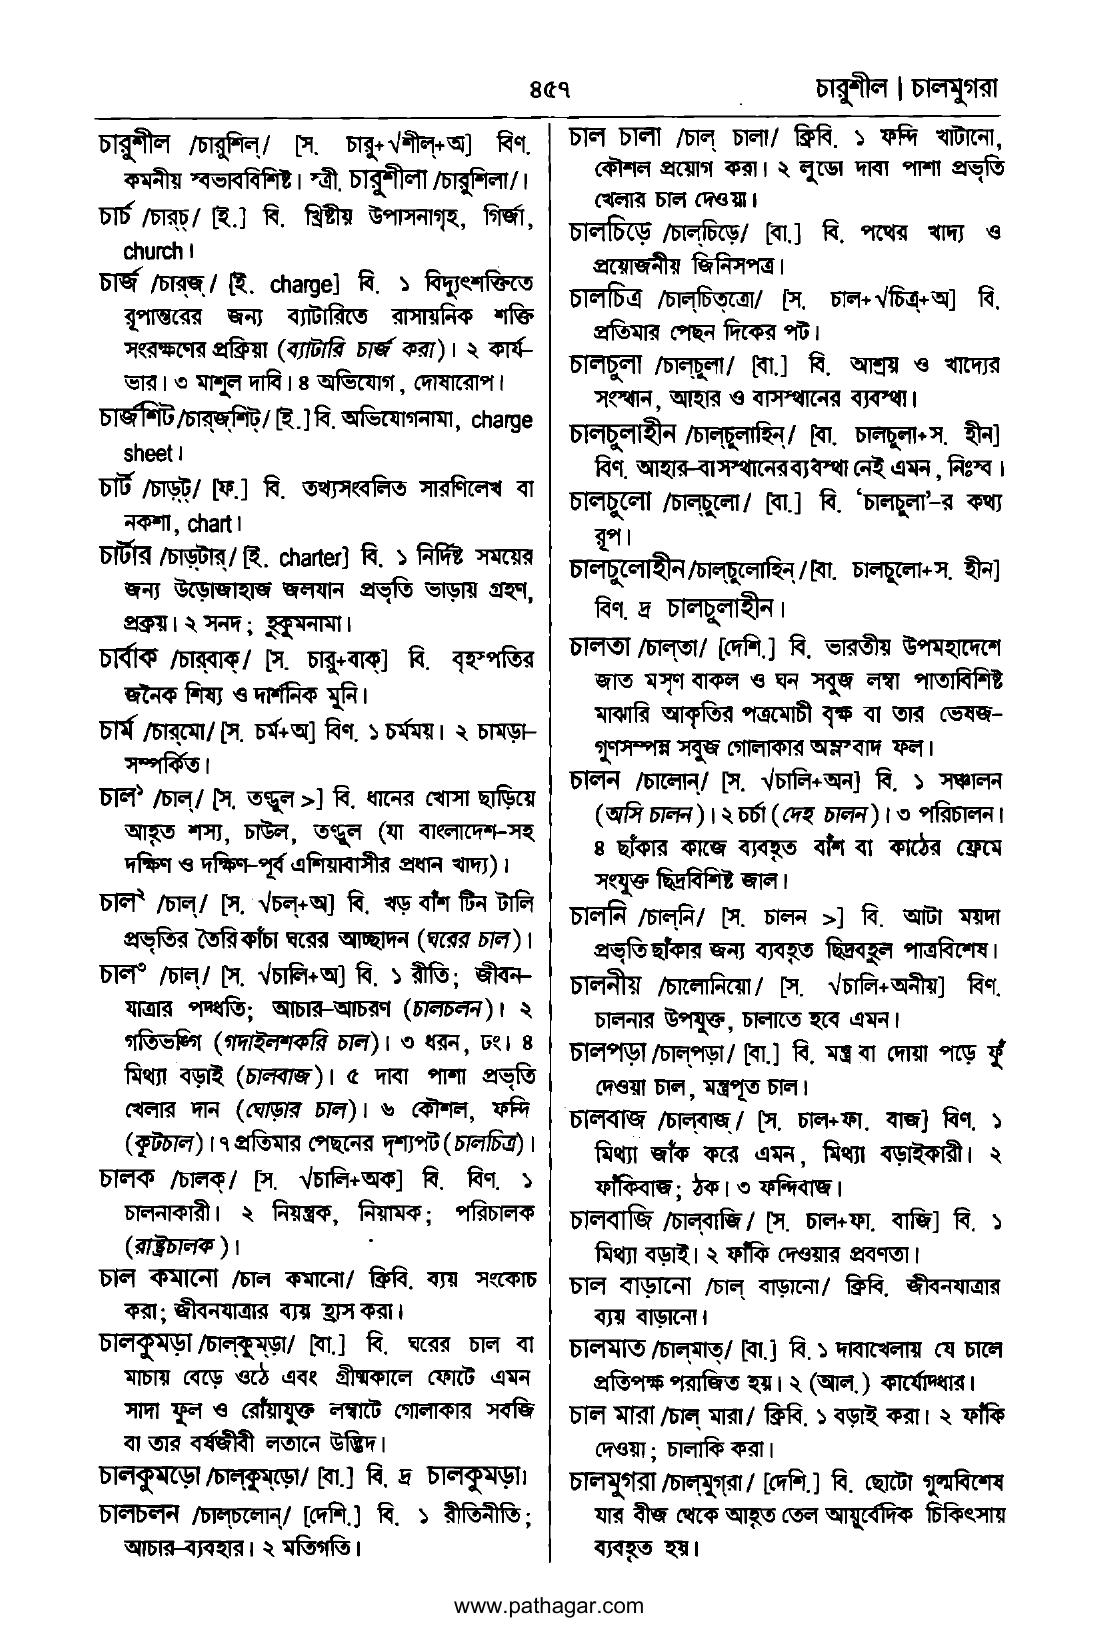 ৪৫৭
চারুশীল | চালমুগরা
চারুশীল /চারুশিল্/ [স. চারু+√শীল্+অ] বিণ.
কমনীয় স্বভাববিশিষ্ট। স্ত্রী. চারুশীলা /চারুশিলা/।
চার্চ /চার্‌চ্/ [ই.] বি. খ্রিষ্টীয় উপাসনাগৃহ, গির্জা,
church।
চার্জ /চার্‌জ্/ [ই. charge] বি. ১ বিদ্যুৎশক্তিতে
রূপান্তরের জন্য ব্যাটারিতে রাসায়নিক শক্তি
সংরক্ষণের প্রক্রিয়া (ব্যাটারি চার্জ করা)। ২ কার্য-
ভার। ৩ মাশুল দাবি। ৪ অভিযোগ, দোষারোপ।
চার্জশিট /চার্‌জ্‌শিট্/ [ই.] বি. অভিযোগনামা, charge
sheet।
চার্ট /চাড়্‌ট্/ [ফ.] বি. তথ্যসংবলিত সারণিলেখ বা
নকশা, chart।
চার্টার /চাড়্‌টার্/ [ই. charter] বি. ১ নির্দিষ্ট সময়ের
জন্য উড়োজাহাজ জলযান প্রভৃতি ভাড়ায় গ্রহণ,
প্রক্রয়। ২ সনদ; হুকুমনামা।
চার্বাক /চার্‌বাক্/ [স. চারু+বাক্] বি. বৃহস্পতির
জনৈক শিষ্য ও দার্শনিক মুনি।
চার্ম /চার্‌মো/ [স. চর্ম+অ] বিণ. ১ চর্মময়। ২ চামড়া-
সম্পর্কিত।
চাল১ /চাল্/ [স. তণ্ডুল >] বি. ধানের খোসা ছাড়িয়ে
আহৃত শস্য, চাউল, তণ্ডুল (যা বাংলাদেশ-সহ
দক্ষিণ ও দক্ষিণ-পূর্ব এশিয়াবাসীর প্রধান খাদ্য)।
চাল২ /চাল্/ [স. √চল্+অ] বি. খড় বাঁশ টিন টালি
প্রভৃতির তৈরি কাঁচা ঘরের আচ্ছাদন (ঘরের চাল)।
চাল৩ /চাল্/ [স. √চালি+অ] বি. ১ রীতি; জীবন-
যাত্রার পদ্ধতি; আচার-আচরণ (চালচলন)। ২
গতিভঙ্গি (গদাইলশকরি চাল)। ৩ ধরন, ঢং। ৪
মিথ্যা বড়াই (চালবাজ)। ৫ দাবা পাশা প্রভৃতি
খেলার দান (ঘোড়ার চাল)। ৬ কৌশল, ফন্দি
(কূটচাল)। ৭ প্রতিমার পেছনের দৃশ্যপট (চালচিত্র)।
চালক /চালক্/ [স. √চালি+অক] বি. বিণ. ১
চালনাকারী। ২ নিয়ন্ত্রক, নিয়ামক; পরিচালক
(রাষ্ট্রচালক)।
চাল কমানো /চাল কমানো/ ক্রিবি. ব্যয় সংকোচ
করা; জীবনযাত্রার ব্যয় হ্রাস করা।
চালকুমড়া /চাল্‌কুম্‌ড়া/ [বা.] বি. ঘরের চাল বা
মাচায় বেড়ে ওঠে এবং গ্রীষ্মকালে ফোটে এমন
সাদা ফুল ও রোঁয়াযুক্ত লম্বাটে গোলাকার সবজি
বা তার বর্ষজীবী লতানে উদ্ভিদ।
চালকুমড়ো /চাল্‌কুম্‌ড়ো/ [বা.] বি. দ্র চালকুমড়া।
চালচলন /চাল্‌চলোন্/ [দেশি.] বি. ১ রীতিনীতি;
আচার-ব্যবহার। ২ মতিগতি।
চাল চালা /চাল্ চালা/ ক্রিবি. ১ ফন্দি খাটানো,
কৌশল প্রয়োগ করা। ২ লুডো দাবা পাশা প্রভৃতি
খেলার চাল দেওয়া।
চালচিড়ে /চাল্‌চিড়ে/ [বা.] বি. পথের খাদ্য ও
প্রয়োজনীয় জিনিসপত্র।
চালচিত্র /চাল্‌চিত্‌ত্রো/ [স. চাল+√চিত্র্+অ] বি.
প্রতিমার পেছন দিকের পট।
চালচুলা /চাল্‌চুলা/ [বা.] বি. আশ্রয় ও খাদ্যের
সংস্থান, আহার ও বাসস্থানের ব্যবস্থা।
চালচুলাহীন /চাল্‌চুলাহিন্/ [বা. চালচুলা+স. হীন]
বিণ. আহার-বাসস্থানের ব্যবস্থা নেই এমন, নিঃস্ব।
চালচুলো /চাল্‌চুলো/ [বা.] বি. ‘চালচুলা’-র কথ্য
রূপ।
চালচুলোহীন /চাল্‌চুলোহিন্/ [বা. চালচুলো+স. হীন]
বিণ. দ্র চালচুলাহীন।
চালতা /চাল্‌তা/ [দেশি.] বি. ভারতীয় উপমহাদেশে
জাত মসৃণ বাকল ও ঘন সবুজ লম্বা পাতাবিশিষ্ট
মাঝারি আকৃতির পত্রমোচী বৃক্ষ বা তার ভেষজ-
গুণসম্পন্ন সবুজ গোলাকার অম্লস্বাদ ফল।
চালন /চালোন্/ [স. √চালি+অন] বি. ১ সঞ্চালন
(অসি চালন)। ২ চর্চা (দেহ চালন)। ৩ পরিচালন।
৪ ছাঁকার কাজে ব্যবহৃত বাঁশ বা কাঠের ফ্রেমে
সংযুক্ত ছিদ্রবিশিষ্ট জাল।
চালনি /চাল্‌নি/ [স. চালন >] বি. আটা ময়দা
প্রভৃতি ছাঁকার জন্য ব্যবহৃত ছিদ্রবহুল পাত্রবিশেষ।
চালনীয় /চালোনিয়ো/ [স. √চালি+অনীয়] বিণ.
চালনার উপযুক্ত, চালাতে হবে এমন।
চালপড়া /চাল্‌পড়া/ [বা.] বি. মন্ত্র বা দোয়া পড়ে ফুঁ
দেওয়া চাল, মন্ত্রপূত চাল।
চালবাজ /চাল্‌বাজ্/ [স. চাল+ফা. বাজ] বিণ. ১
মিথ্যা জাঁক করে এমন, মিথ্যা বড়াইকারী। ২
ফাঁকিবাজ; ঠক। ৩ ফন্দিবাজ।
চালবাজি /চাল্‌বাজি/ [স. চাল+ফা. বাজি] বি. ১
মিথ্যা বড়াই। ২ ফাঁকি দেওয়ার প্রবণতা।
চাল বাড়ানো /চাল্ বাড়ানো/ ক্রিবি. জীবনযাত্রার
ব্যয় বাড়ানো।
চালমাত /চাল্‌মাত্/ [বা.] বি. ১ দাবাখেলায় যে চালে
প্রতিপক্ষ পরাজিত হয়। ২ (আল.) কার্যোদ্ধার।
চাল মারা /চাল্ মারা/ ক্রিবি. ১ বড়াই করা। ২ ফাঁকি
দেওয়া; চালাকি করা।
চালমুগরা /চাল্‌মুগ্‌রা/ [দেশি.] বি. ছোটো গুল্মবিশেষ
যার বীজ থেকে আহৃত তেল আয়ুর্বেদিক চিকিৎসায়
ব্যবহৃত হয়।
www.pathagar.com